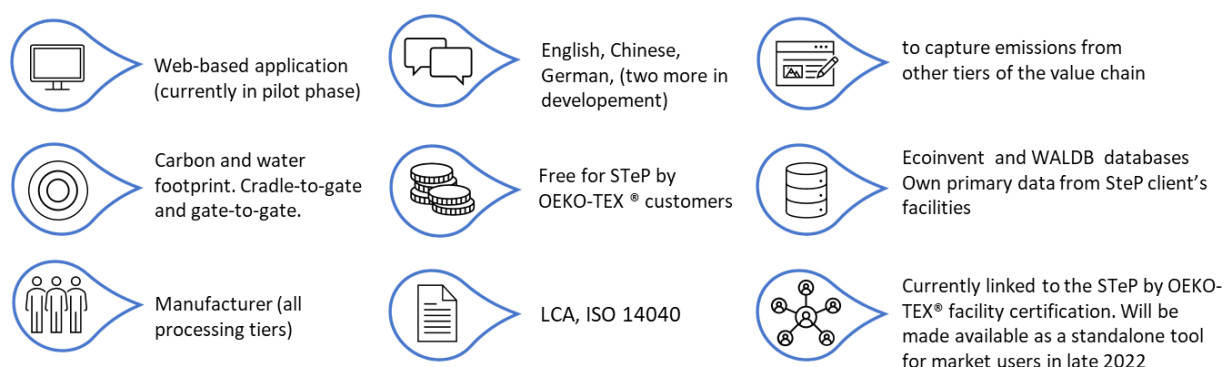 Web-based application
(currently in pilot phase)
English, Chinese,
German, (two more in
developement)
to capture emissions from
other tiers of the value chain
Carbon and water
footprint. Cradle-to-gate
and gate-to-gate.
Free for STeP by
OEKO-TEX ® customers
Ecoinvent and WALDB databases
Own primary data from SteP client’s
facilities
Manufacturer (all
processing tiers)
LCA, ISO 14040
Currently linked to the STeP by OEKO-
TEX® facility certification. Will be
made available as a standalone tool
for market users in late 2022